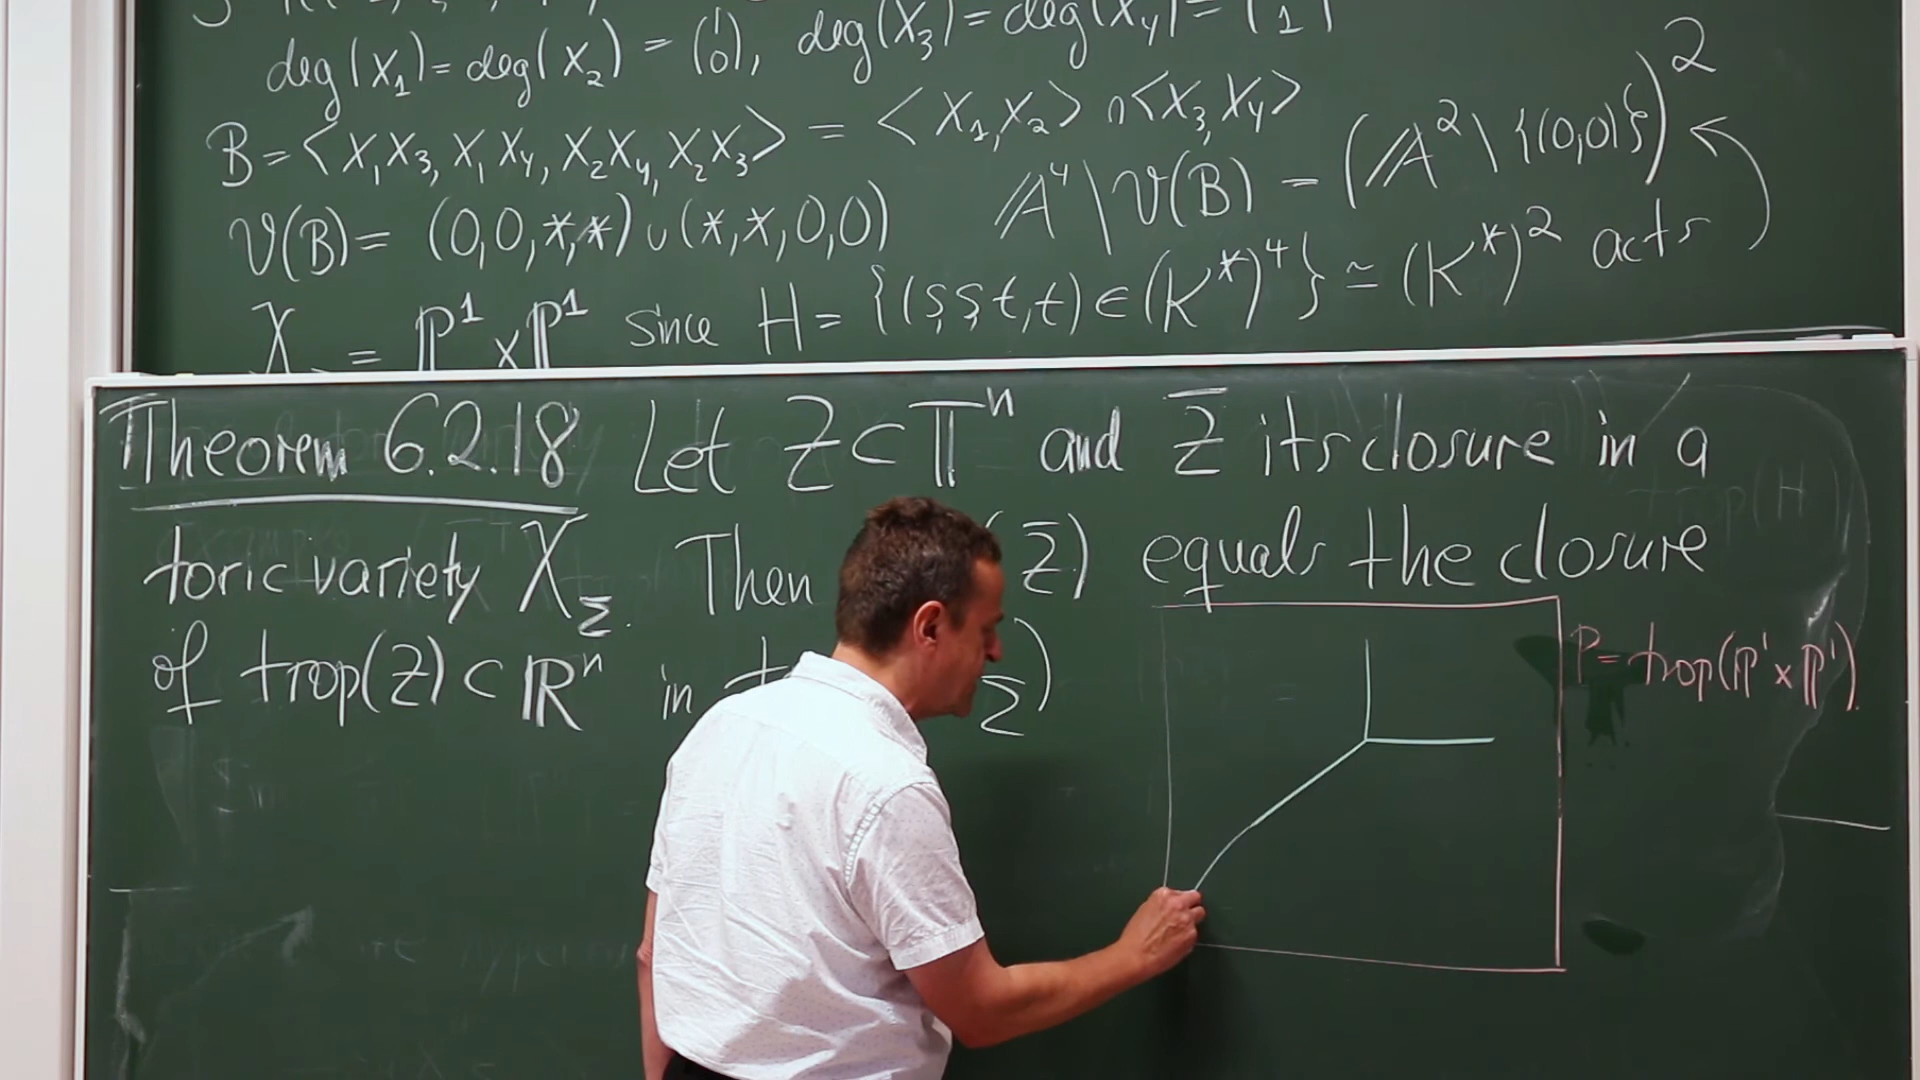 deg(X₁)=deg(X₂) = (1 0), deg(X₃)=deg(X₄)=
B=<X₁X₃, X₁X₄, X₂X₄, X₂X₃> = <X₁,X₂> ∩ <X₃,X₄>
V(B)= (0,0,*,*) ∪ (*,*,0,0) 𝔸⁴\V(B) = (𝔸²\{(0,0)})²
X = ℙ¹×ℙ¹ since H= {(s,s,t,t) ∈ (K*)⁴} ≃ (K*)² acts
Theorem 6.2.18 Let Z⊂𝕋ⁿ and Z̄ its closure in a
toric variety X_Σ. Then (Z̄) equals the closure
of trop(Z)⊂ℝⁿ in t Σ)
P= trop(ℙ¹×ℙ¹).